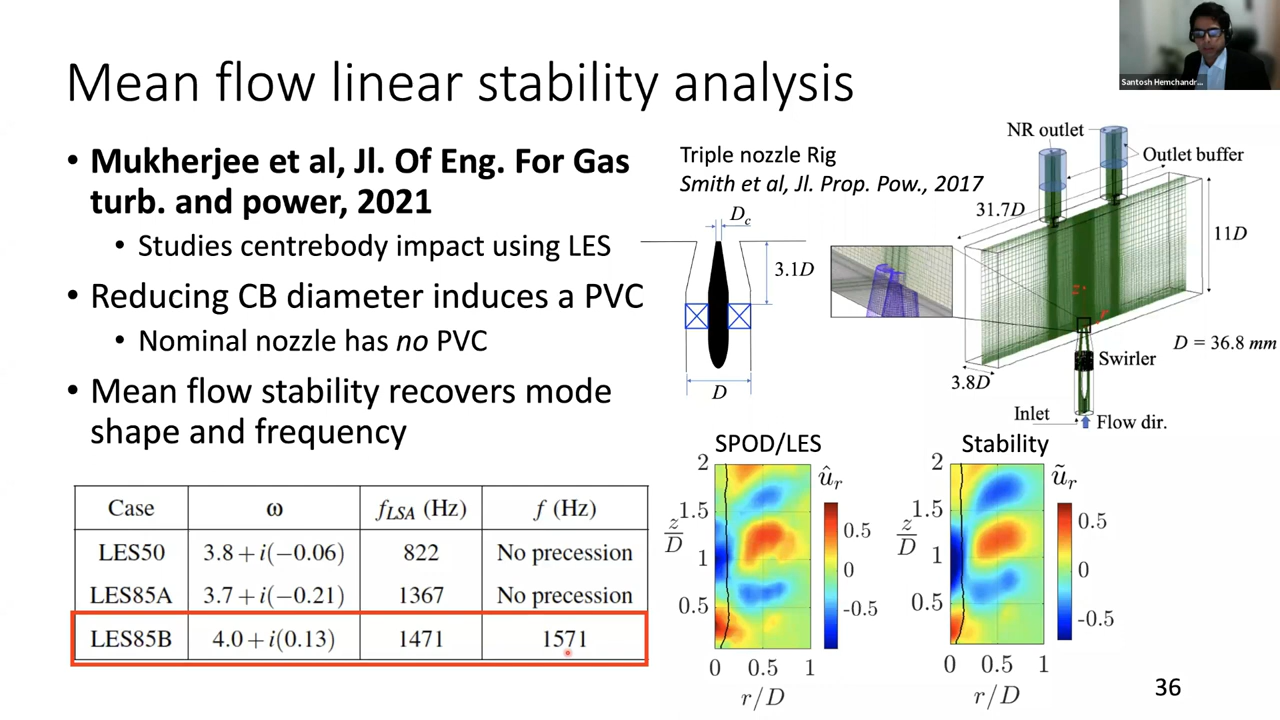 Santosh Hemchandr...
Mean flow linear stability analysis
• Mukherjee et al, Jl. Of Eng. For Gas
turb. and power, 2021
• Studies centrebody impact using LES
• Reducing CB diameter induces a PVC
• Nominal nozzle has no PVC
• Mean flow stability recovers mode
shape and frequency
Triple nozzle Rig
Smith et al, Jl. Prop. Pow., 2017
D_c
3.1D
D
NR outlet
Outlet buffer
31.7D
11D
z
r
D = 36.8 mm
Swirler
3.8D
Inlet
Flow dir.
Case ω f_LSA (Hz) f (Hz)
LES50 3.8 + i(−0.06) 822 No precession
LES85A 3.7 + i(−0.21) 1367 No precession
LES85B 4.0 + i(0.13) 1471 1571
SPOD/LES
z/D
2
1.5
1
0.5
0 0.5 1
r/D
û_r
0.5
0
-0.5
Stability
z/D
2
1.5
1
0.5
0 0.5 1
r/D
ũ_r
0.5
0
-0.5
36